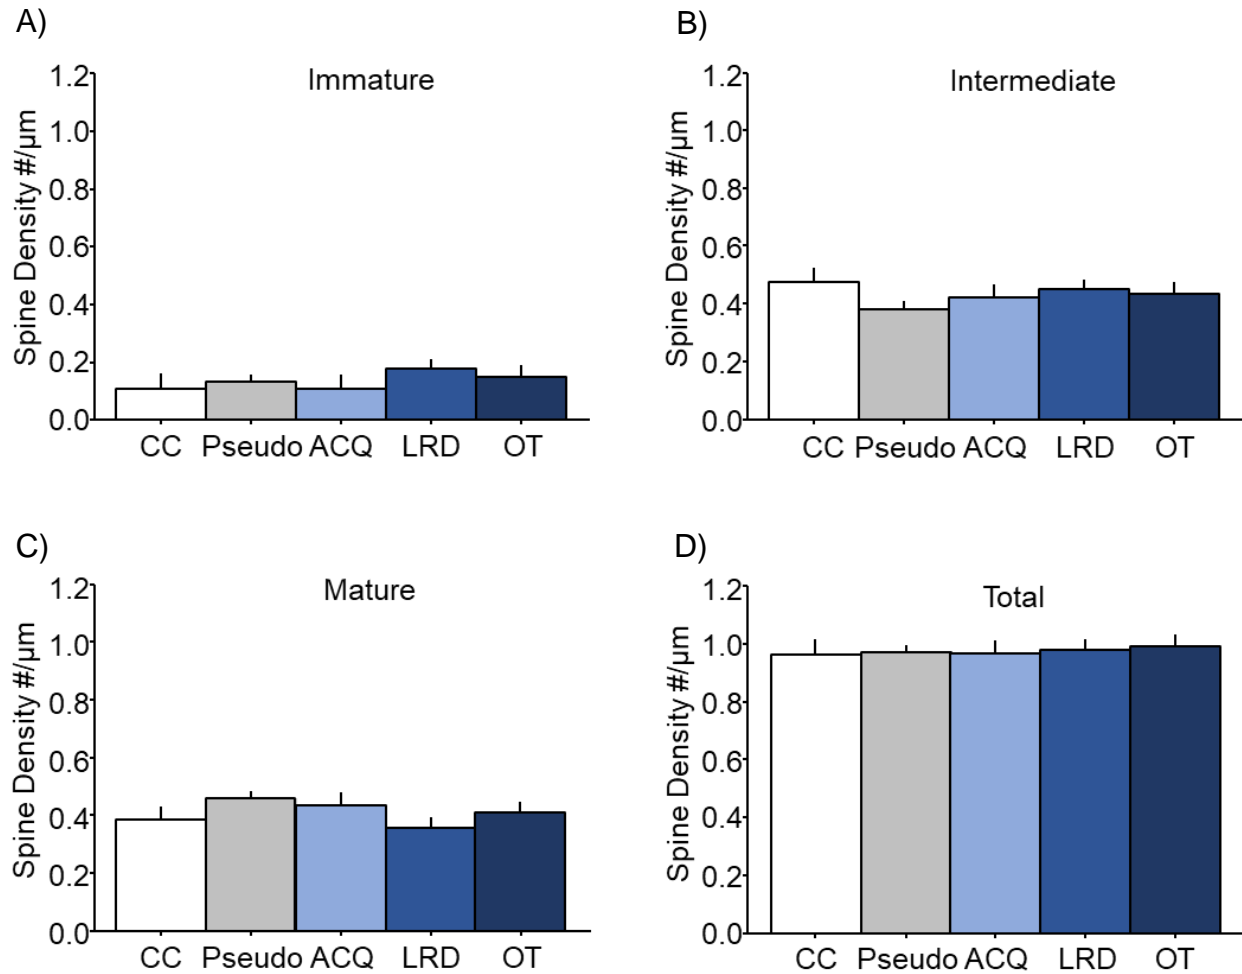 A)
Immature
Spine Density #/µm
1.2
1.0
0.8
0.6
0.4
0.2
0.0
CC Pseudo ACQ LRD OT
B)
Intermediate
Spine Density #/µm
1.2
1.0
0.8
0.6
0.4
0.2
0.0
CC Pseudo ACQ LRD OT
C)
Mature
Spine Density #/µm
1.2
1.0
0.8
0.6
0.4
0.2
0.0
CC Pseudo ACQ LRD OT
D)
Total
Spine Density #/µm
1.2
1.0
0.8
0.6
0.4
0.2
0.0
CC Pseudo ACQ LRD OT